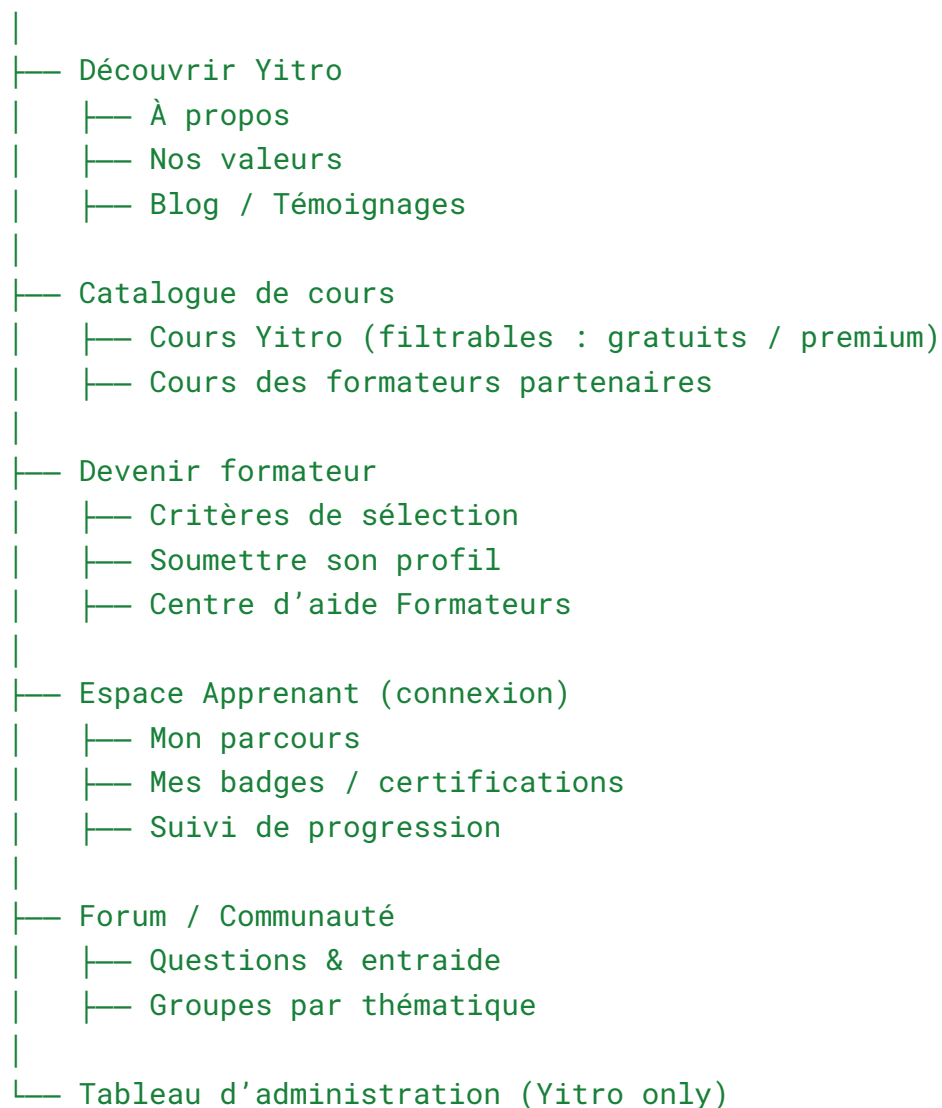 │
├── Découvrir Yitro
│   ├── À propos
│   ├── Nos valeurs
│   ├── Blog / Témoignages
│
├── Catalogue de cours
│   ├── Cours Yitro (filtrables : gratuits / premium)
│   ├── Cours des formateurs partenaires
│
├── Devenir formateur
│   ├── Critères de sélection
│   ├── Soumettre son profil
│   ├── Centre d’aide Formateurs
│
├── Espace Apprenant (connexion)
│   ├── Mon parcours
│   ├── Mes badges / certifications
│   ├── Suivi de progression
│
├── Forum / Communauté
│   ├── Questions & entraide
│   ├── Groupes par thématique
│
└── Tableau d’administration (Yitro only)